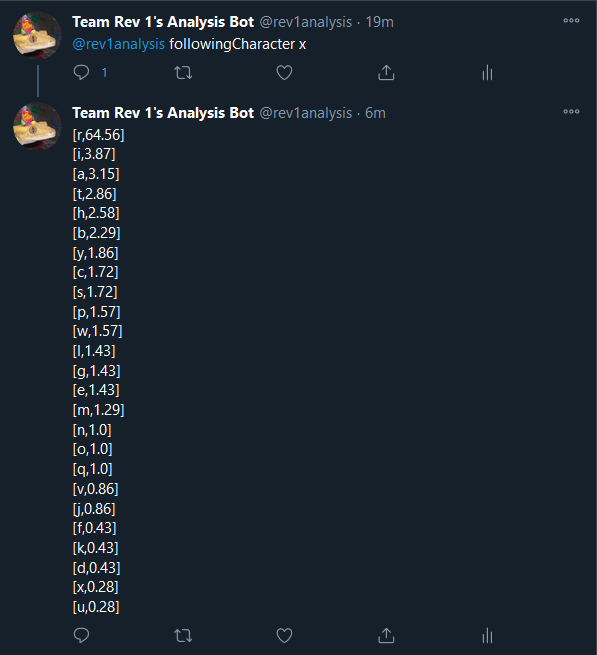 Team Rev 1's Analysis Bot @rev1analysis · 19m
@rev1analysis followingCharacter x
1
Team Rev 1's Analysis Bot @rev1analysis · 6m
[r,64.56]
[i,3.87]
[a,3.15]
[t,2.86]
[h,2.58]
[b,2.29]
[y,1.86]
[c,1.72]
[s,1.72]
[p,1.57]
[w,1.57]
[l,1.43]
[g,1.43]
[e,1.43]
[m,1.29]
[n,1.0]
[o,1.0]
[q,1.0]
[v,0.86]
[j,0.86]
[f,0.43]
[k,0.43]
[d,0.43]
[x,0.28]
[u,0.28]